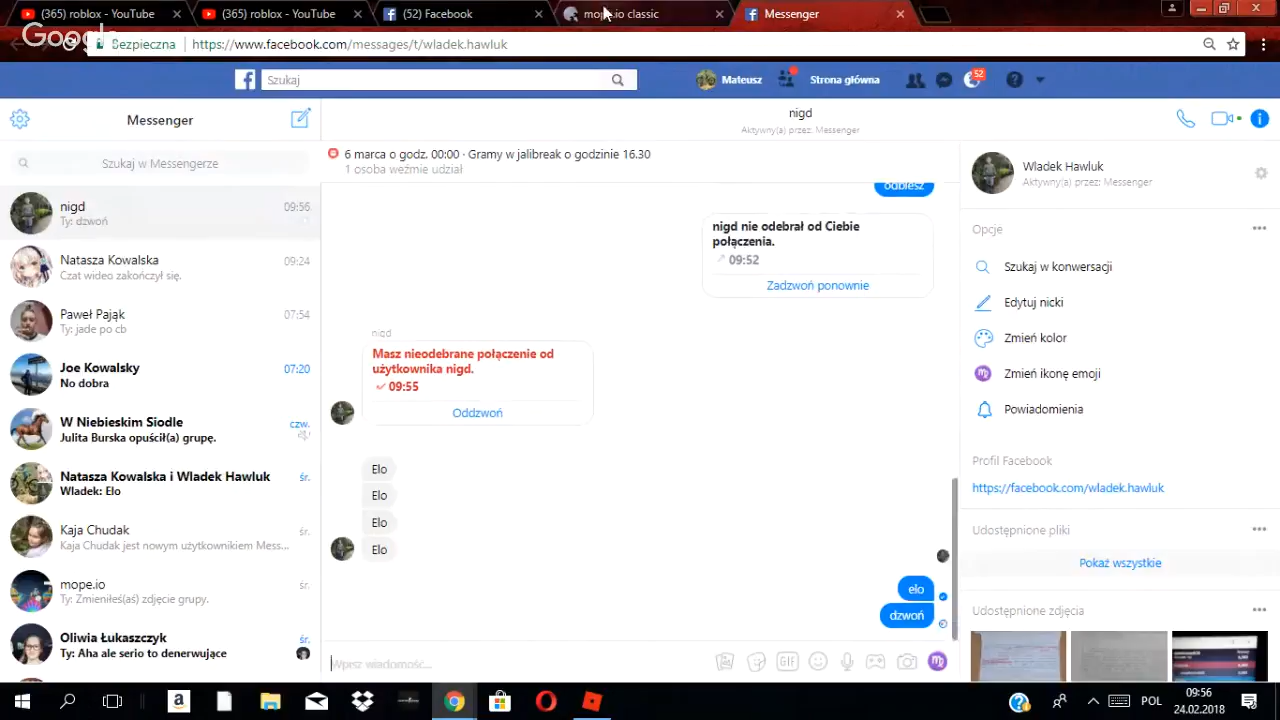 (365) roblox - YouTube
(365) roblox - YouTube
(52) Facebook
mope.io classic
Messenger
Google
Bezpieczna
https://www.facebook.com/messages/t/wladek.hawluk
Szukaj
Mateusz
Strona główna
52
Messenger
Szukaj w Messengerze
nigd
09:56
Ty: dzwoń
Natasza Kowalska
09:24
Czat wideo zakończył się.
Paweł Pająk
07:54
Ty: jade po cb
Joe Kowalsky
07:20
No dobra
W Niebieskim Siodle
czw.
Julita Burska opuścił(a) grupę.
Natasza Kowalska i Wladek Hawluk
śr.
Wladek: Elo
Kaja Chudak
śr.
Kaja Chudak jest nowym użytkownikiem Mess...
mope.io
śr.
Ty: Zmieniłeś(aś) zdjęcie grupy.
Oliwia Łukaszczyk
śr.
Ty: Aha ale serio to denerwujące
nigd
Aktywny(a) przez: Messenger
6 marca o godz. 00:00 · Gramy w jalibreak o godzinie 16.30
1 osoba weźmie udział
odbiesz
nigd nie odebrał od Ciebie
połączenia.
09:52
Zadzwoń ponownie
nigd
Masz nieodebrane połączenie od
użytkownika nigd.
09:55
Oddzwoń
Elo
Elo
Elo
Elo
elo
dzwoń
Wpisz wiadomość...
GIF
Wladek Hawluk
Aktywny(a) przez: Messenger
Opcje
Szukaj w konwersacji
Edytuj nicki
Zmień kolor
Zmień ikonę emoji
Powiadomienia
Profil Facebook
https://facebook.com/wladek.hawluk
Udostępnione pliki
Pokaż wszystkie
Udostępnione zdjęcia
POL
09:56
24.02.2018